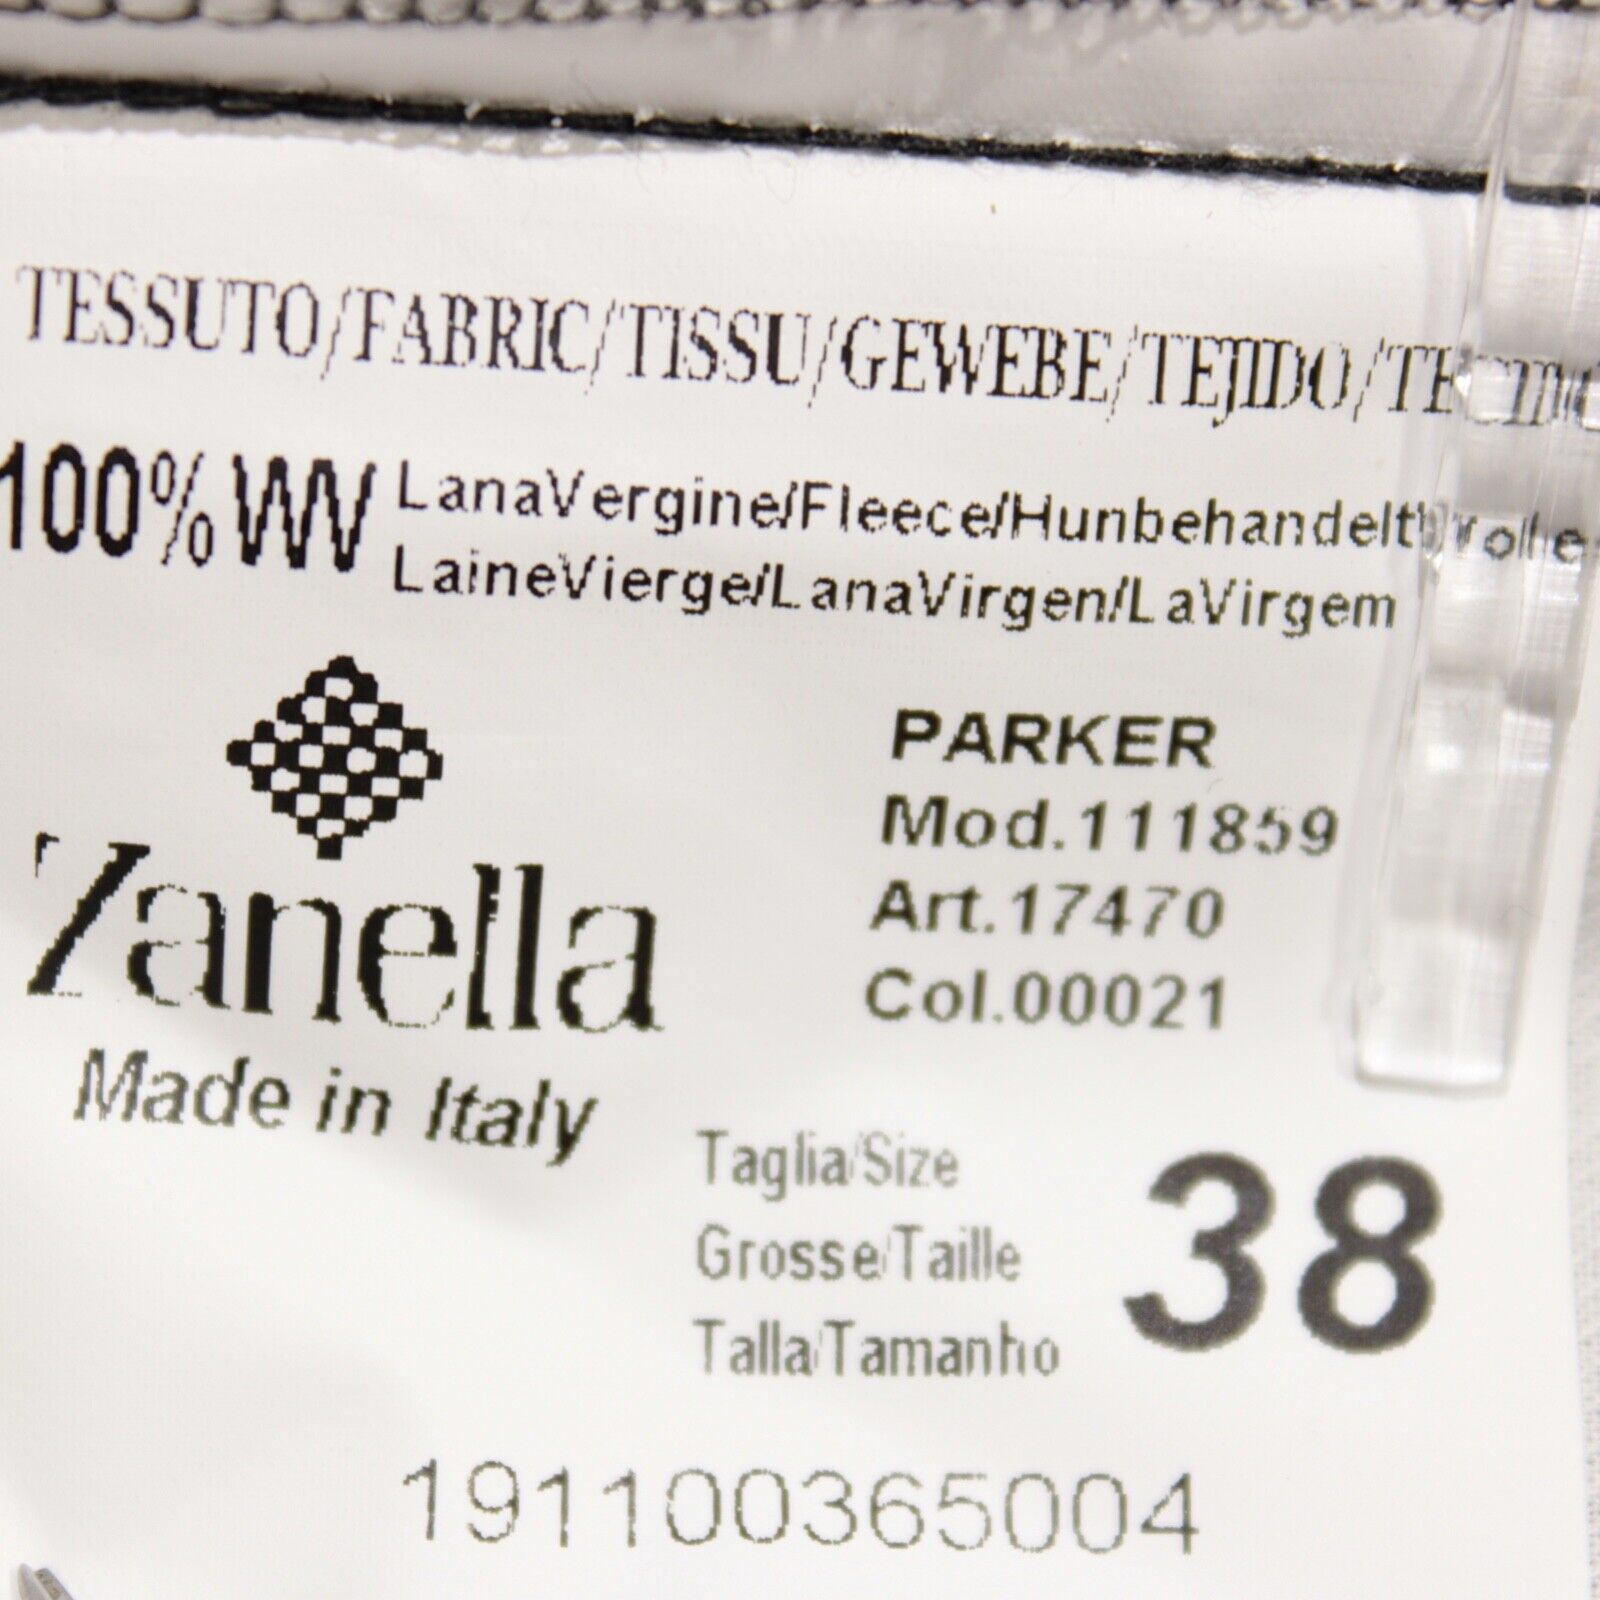 TESSUTO/FABRIC/TISSU/GEWEBE/TEJIDO/
100% WV LanaVergine/Fleece/Hunbehandelt
LaineVierge/LanaVirgen/LaVirgem
Zanella
Made in Italy
PARKER
Mod.111859
Art.17470
Col.00021
Taglia/Size
Grosse/Taille
Talla/Tamanho
38
191100365004